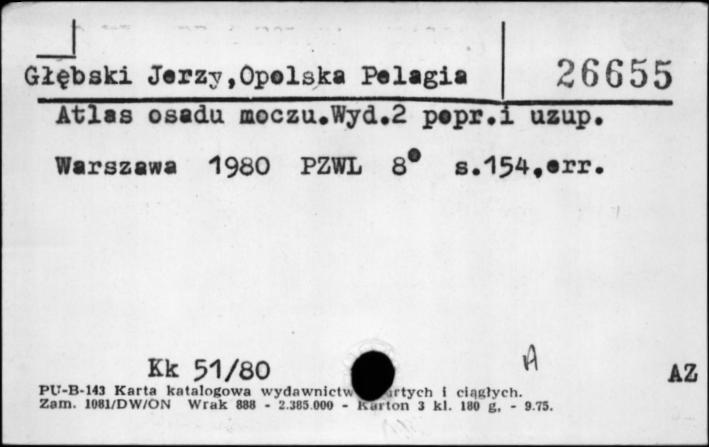 Głębski Jerzy,Opolska Pelagia 26655
Atlas osadu moczu.Wyd.2 popr.i uzup.
Warszawa 1980 PZWL 8° s.154,err.
Kk 51/80 A AZ
PU-B-143 Karta katalogowa wydawnictw i ciągłych.
Zam. 1081/DW/ON Wrak 888 - 2.385.000 - Karton 3 kl. 180 g. - 9.75.